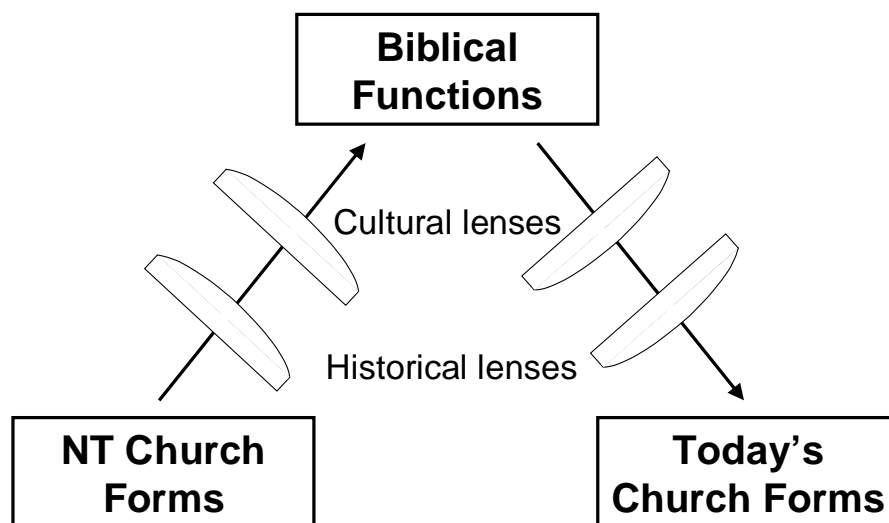 Biblical
Functions
Cultural lenses
Historical lenses
NT Church
Forms
Today’s
Church Forms